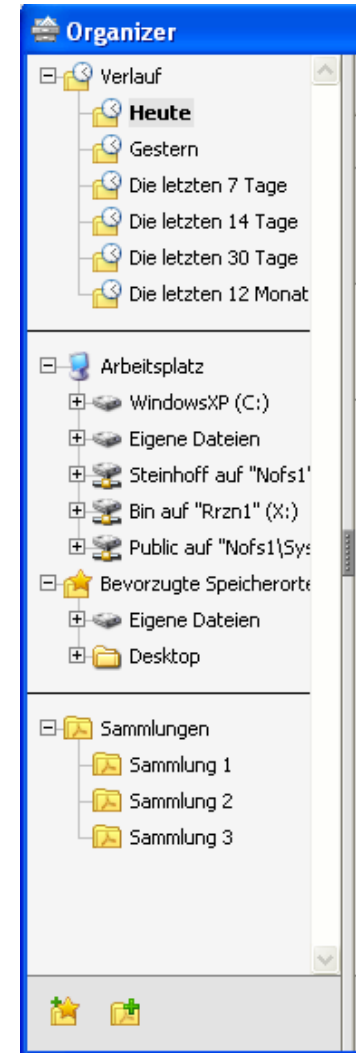 Organizer
Verlauf
Heute
Gestern
Die letzten 7 Tage
Die letzten 14 Tage
Die letzten 30 Tage
Die letzten 12 Monat
Arbeitsplatz
WindowsXP (C:)
Eigene Dateien
Steinhoff auf "Nofs1"
Bin auf "Rrzn1" (X:)
Public auf "Nofs1\Sys
Bevorzugte Speicherorte
Eigene Dateien
Desktop
Sammlungen
Sammlung 1
Sammlung 2
Sammlung 3